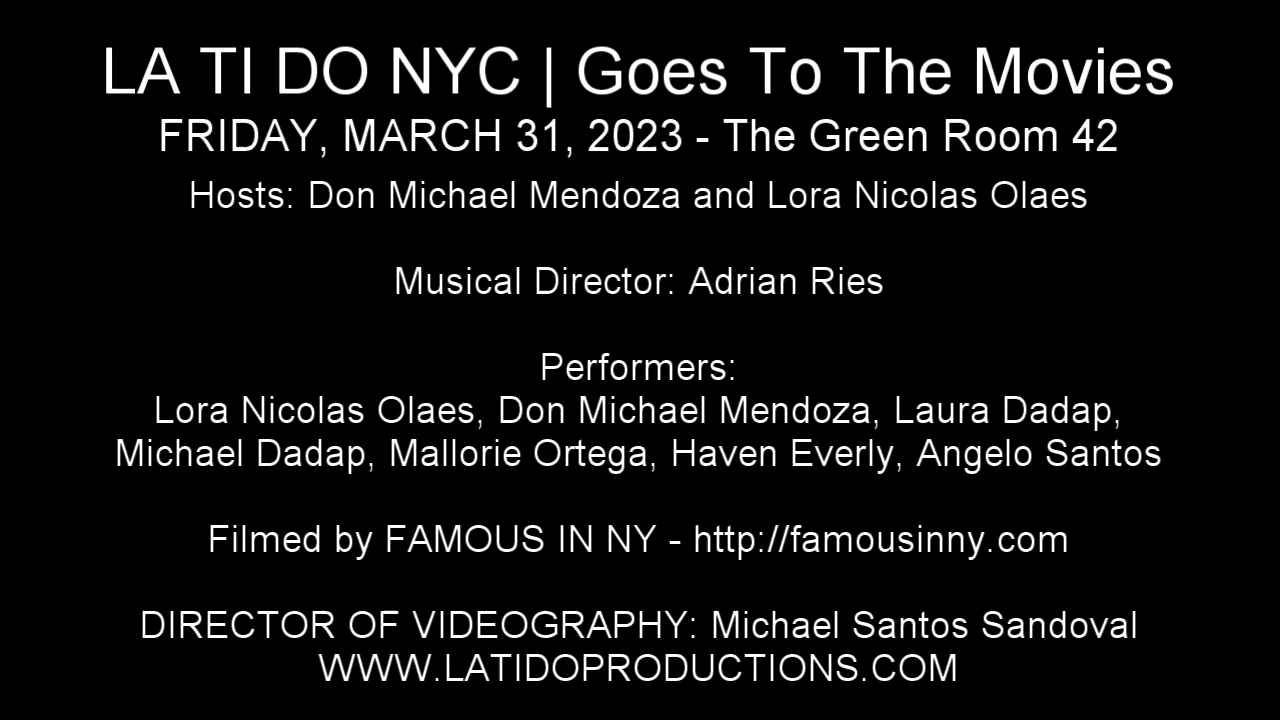 LA TI DO NYC | Goes To The Movies
FRIDAY, MARCH 31, 2023 - The Green Room 42
Hosts: Don Michael Mendoza and Lora Nicolas Olaes
Musical Director: Adrian Ries
Performers:
Lora Nicolas Olaes, Don Michael Mendoza, Laura Dadap,
Michael Dadap, Mallorie Ortega, Haven Everly, Angelo Santos
Filmed by FAMOUS IN NY - http://famousinny.com
DIRECTOR OF VIDEOGRAPHY: Michael Santos Sandoval
WWW.LATIDOPRODUCTIONS.COM